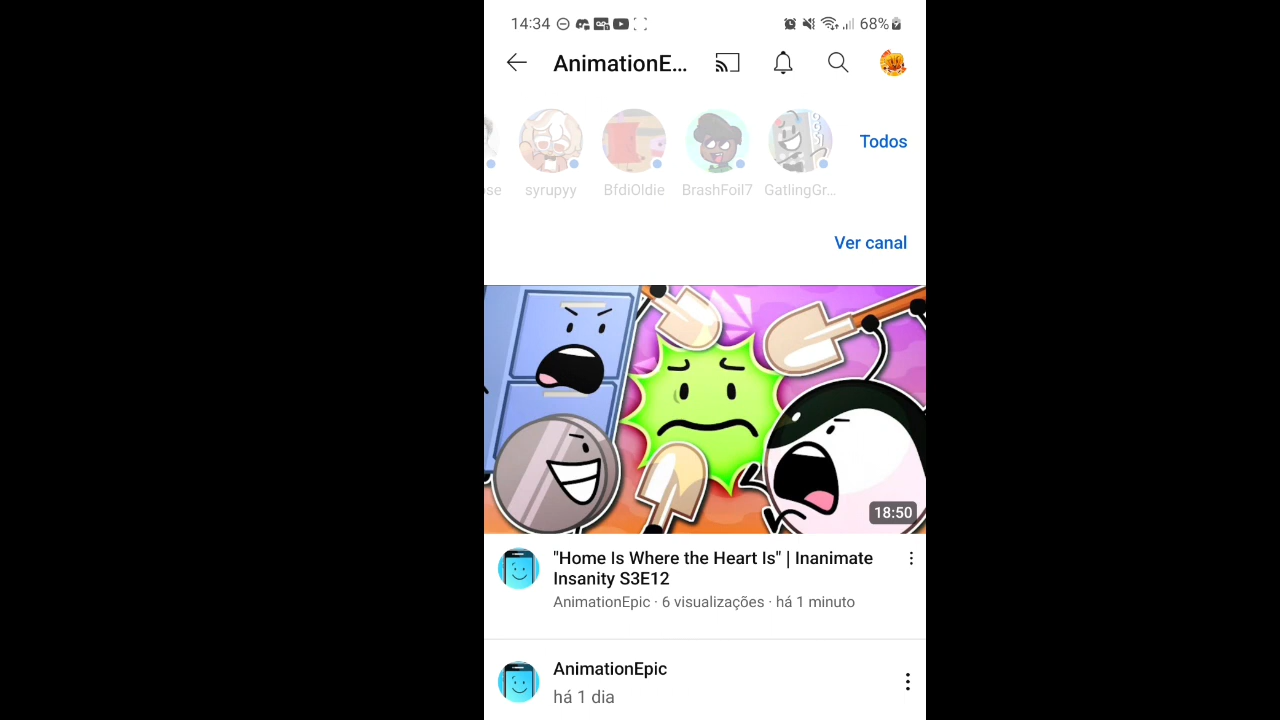 14:34 68%
AnimationE...
ose syrupyy BfdiOldie BrashFoil7 GatlingGr... Todos
Ver canal
18:50
"Home Is Where the Heart Is" | Inanimate
Insanity S3E12
AnimationEpic · 6 visualizações · há 1 minuto
AnimationEpic
há 1 dia